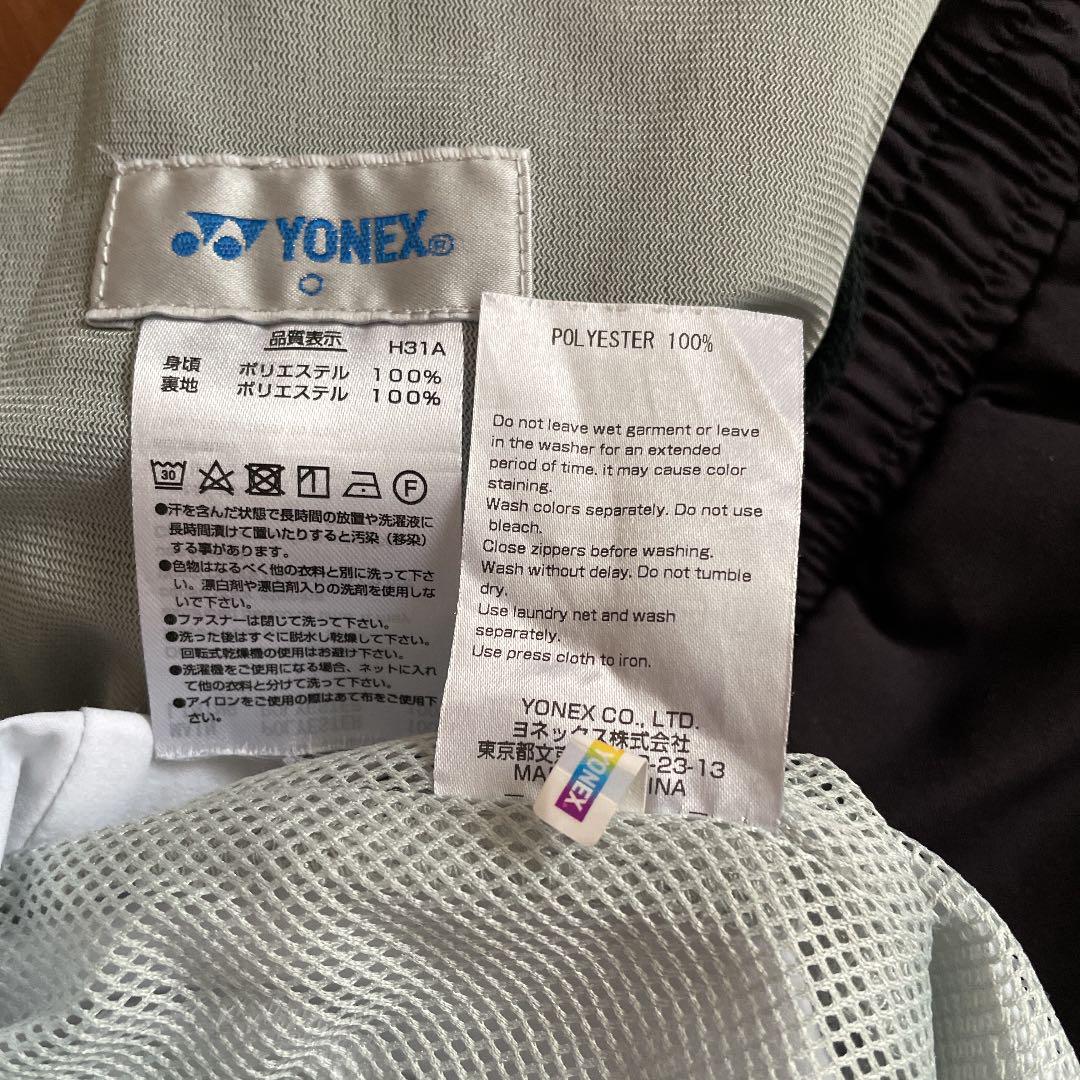 YONEX®
O
品質表示
H31A
身頃 ポリエステル 100%
裏地 ポリエステル 100%
30
F
●汗を含んだ状態で長時間の放置や洗濯液に
長時間漬けて置いたりすると汚染（移染）
する事があります。
●色物はなるべく他の衣料と別に洗って下さ
い。漂白剤や漂白剤入りの洗剤を使用しな
いで下さい。
●ファスナーは閉じて洗って下さい。
●洗った後はすぐに脱水し乾燥して下さい。
回転式乾燥機の使用はお避け下さい。
●洗濯機をご使用になる場合、ネットに入れ
て他の衣料と分けて洗って下さい。
●アイロンをご使用の際はあて布をご使用下
さい。
POLYESTER 100%
Do not leave wet garment or leave
in the washer for an extended
period of time. it may cause color
staining.
Wash colors separately. Do not use
bleach.
Close zippers before washing.
Wash without delay. Do not tumble
dry.
Use laundry net and wash
separately.
Use press cloth to iron.
YONEX CO., LTD.
ヨネックス株式会社
東京都文 -23-13
YONEX
YONEX